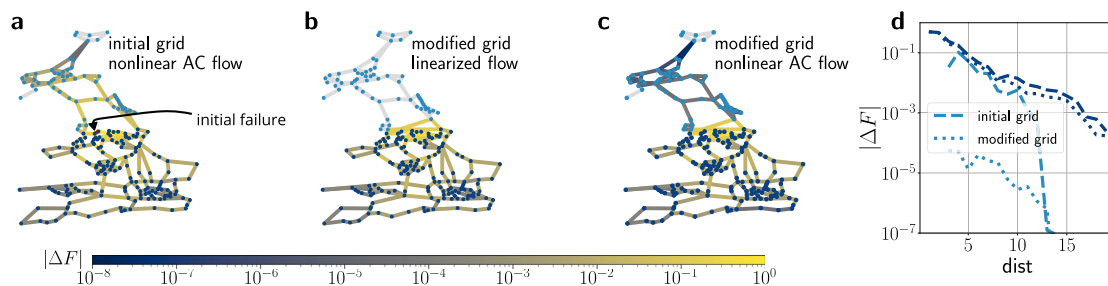 a
initial grid
nonlinear AC flow
initial failure
b
modified grid
linearized flow
c
modified grid
nonlinear AC flow
d
|ΔF|
10⁻¹
10⁻³
10⁻⁵
10⁻⁷
initial grid
modified grid
5
10
15
dist
|ΔF|
10⁻⁸
10⁻⁷
10⁻⁶
10⁻⁵
10⁻⁴
10⁻³
10⁻²
10⁻¹
10⁰